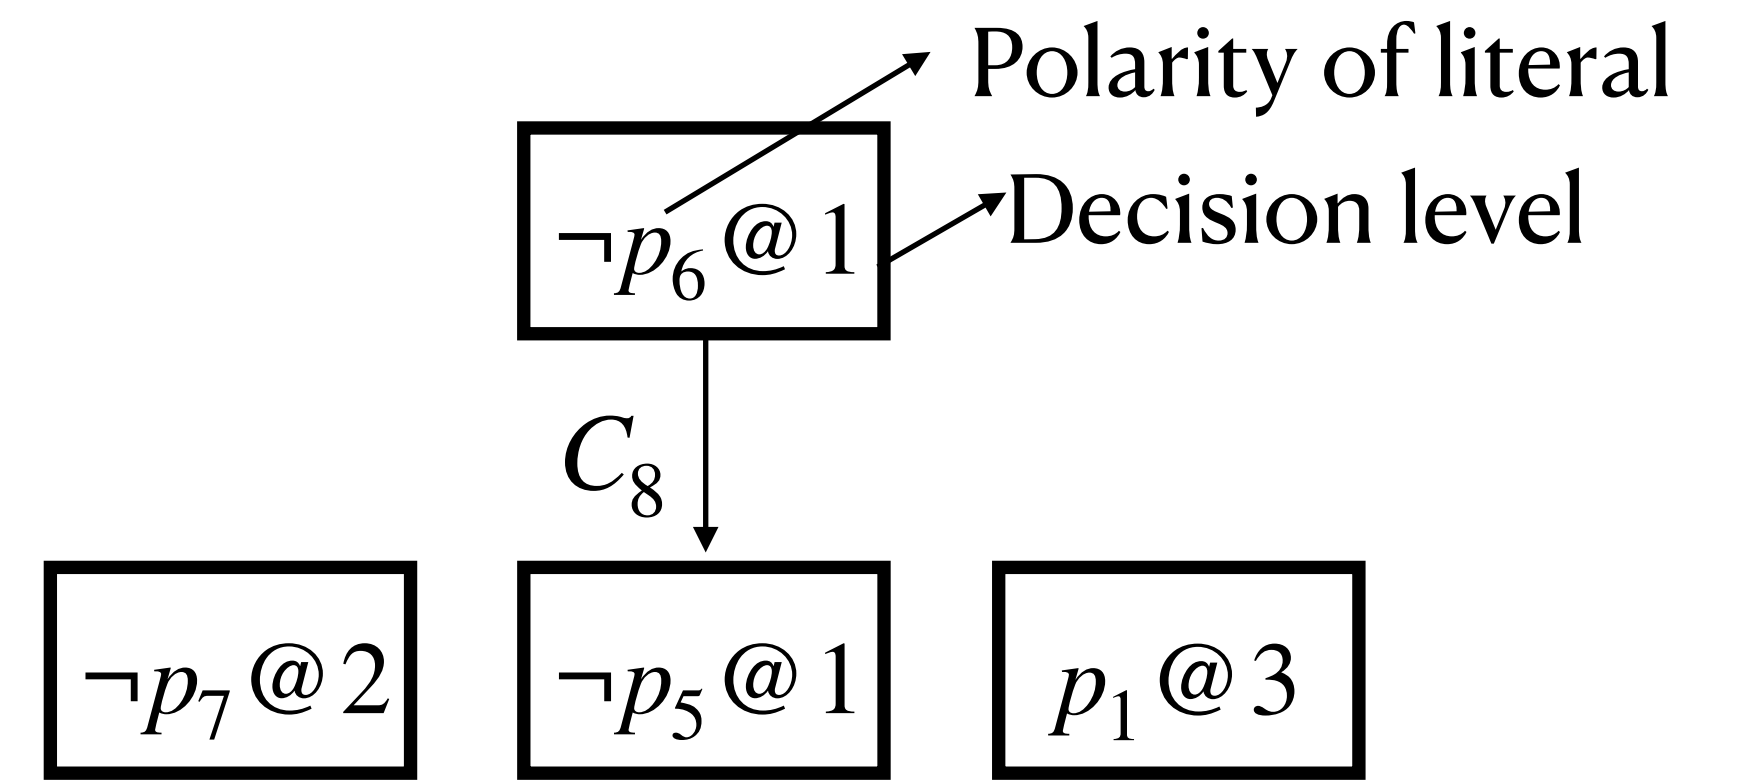 Polarity of literal
Decision level
¬p₆@1
C₈
¬p₇@2
¬p₅@1
p₁@3